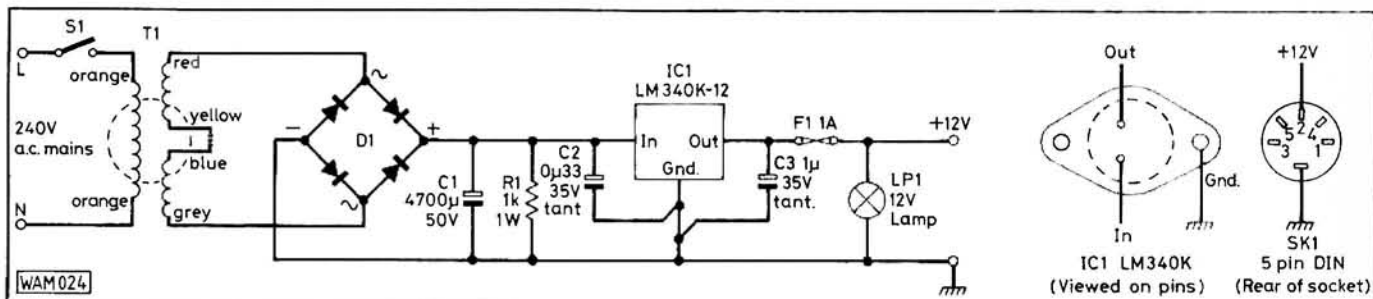 S1
T1
L
orange
red
240V
a.c. mains
yellow
blue
N
orange
grey
~
~
−
+
D1
C1
4700µ
50V
R1
1k
1W
C2
0µ33
35V
tant
IC1
LM340K-12
In
Out
Gnd.
C3 1µ
35V
tant.
F1 1A
+12V
LP1
12V
Lamp
Out
In
Gnd.
IC1 LM340K
(Viewed on pins)
+12V
2
5
4
3
1
SK1
5 pin DIN
(Rear of socket)
WAM024